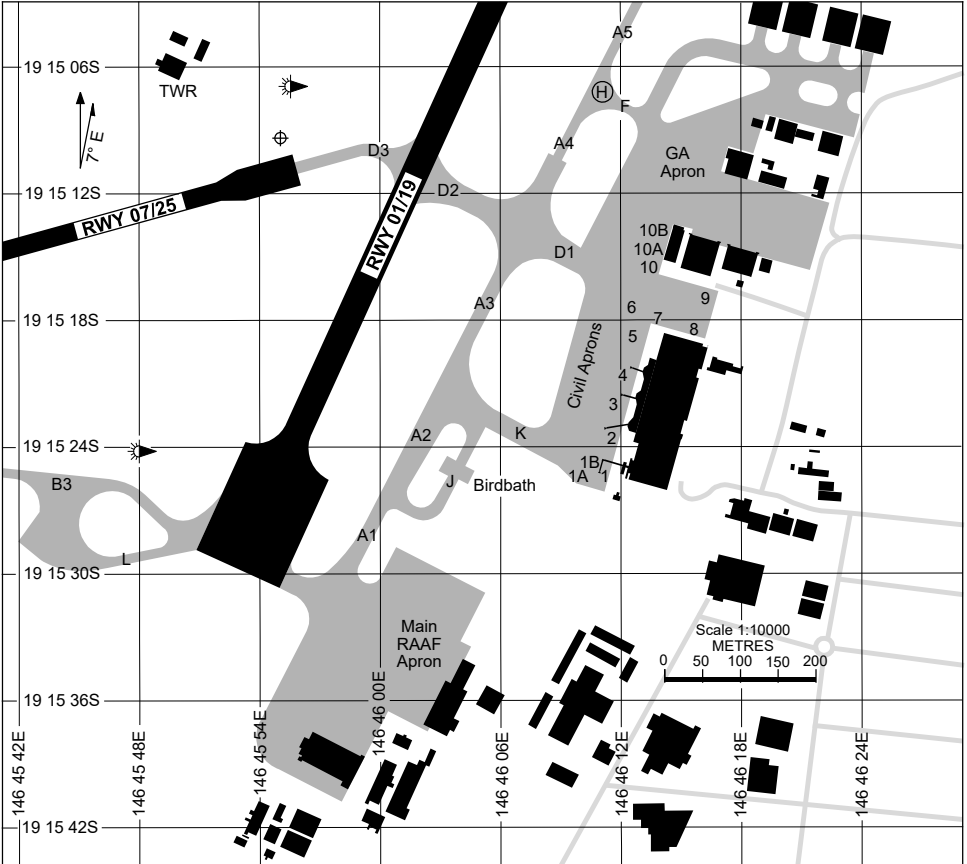 A5
19 15 06S
TWR
H
F
7° E
D3
A4
GA
Apron
19 15 12S
D2
RWY 07/25
RWY 01/19
10B
10A
10
D1
A3
9
6
7
8
19 15 18S
5
Civil Aprons
4
3
2
K
A2
19 15 24S
1B
1A
1
J
Birdbath
B3
A1
L
19 15 30S
Main
RAAF
Apron
Scale 1:10000
METRES
0 50 100 150 200
19 15 36S
146 45 42E
146 45 48E
146 45 54E
146 46 00E
146 46 06E
146 46 12E
146 46 18E
146 46 24E
19 15 42S